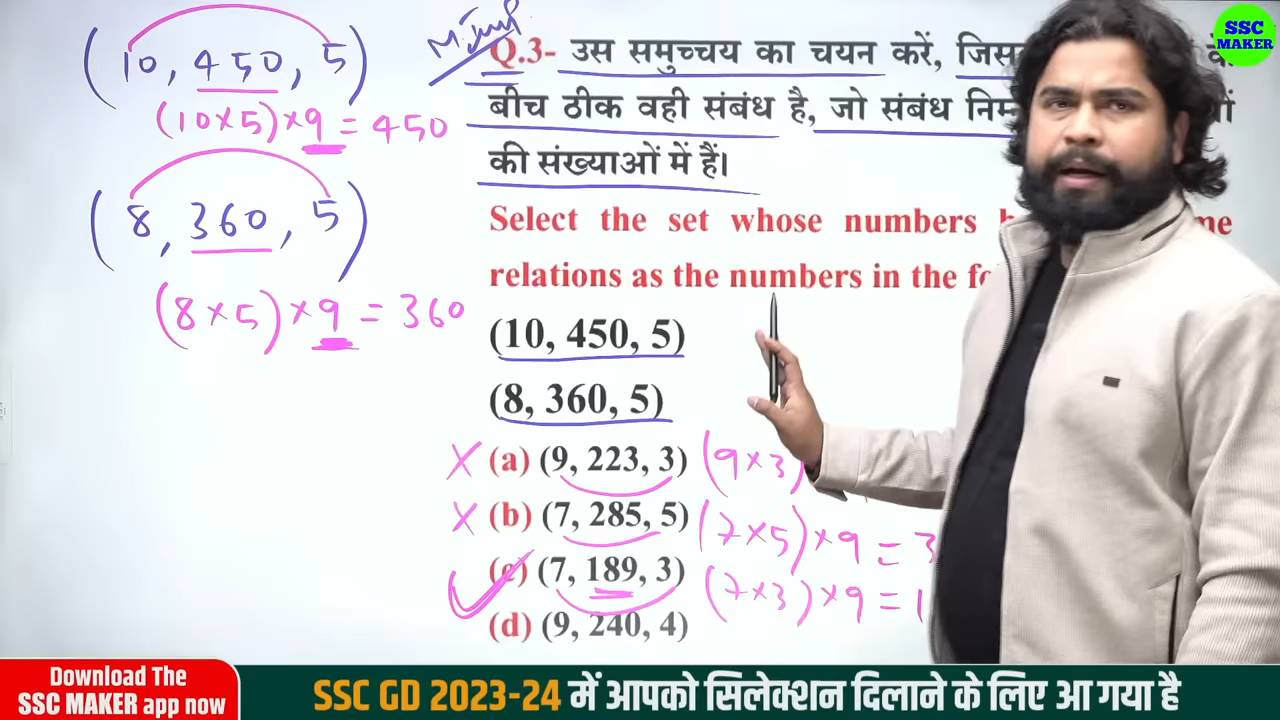 (10, 450, 5)
(10×5)×9 = 450
(8, 360, 5)
(8×5)×9 = 360
SSC
MAKER
Q.3- उस समुच्चय का चयन करें,
बीच ठीक वही संबंध है, जो संबंध
की संख्याओं में हैं।
Select the set whose numbers
relations as the numbers in the
(10, 450, 5)
(8, 360, 5)
X (a) (9, 223, 3) (9×3)
X (b) (7, 285, 5) (7×5)×9 = 3
✓ (c) (7, 189, 3) (7×3)×9 = 1
(d) (9, 240, 4)
Download The
SSC MAKER app now
SSC GD 2023-24 में आपको सिलेक्शन दिलाने के लिए आ गया है